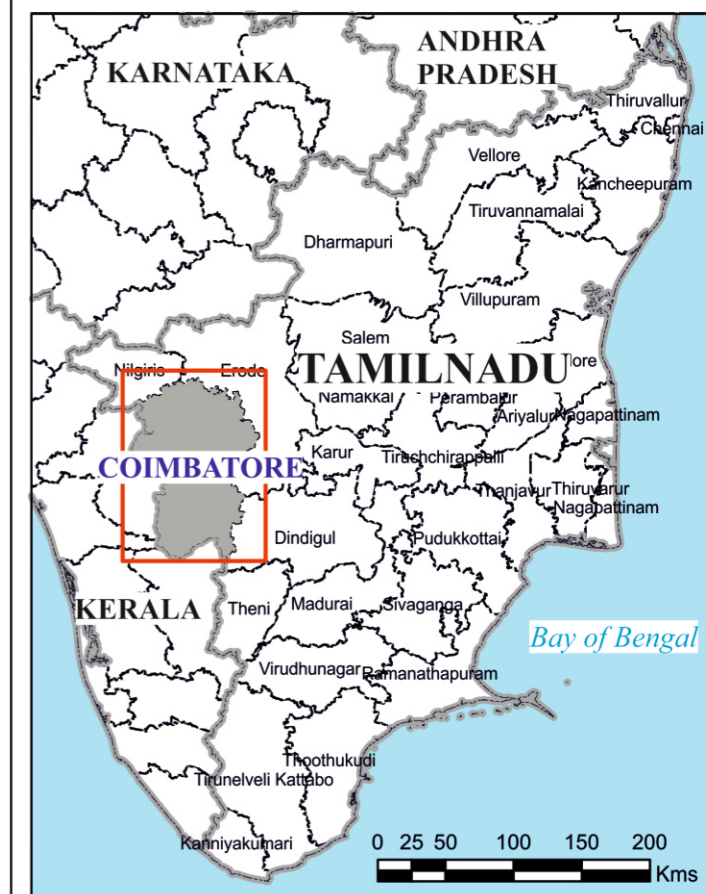 ANDHRA
PRADESH
KARNATAKA
Thiruvallur
Chennai
Vellore
Kancheepuram
Tiruvannamalai
Dharmapuri
Villupuram
Salem
TAMILNADU
lore
Nilgiris
Erode
Namakkal
Perambalur
Ariyalur
Nagapattinam
COIMBATORE
Karur
Tiruchchirappalli
Thanjavur
Thiruvarur
Nagapattinam
Dindigul
Pudukkottai
KERALA
Theni
Madurai
Sivaganga
Bay of Bengal
Virudhunagar
Ramanathapuram
Thoothukudi
Tirunelveli Kattabo
Kanniyakumari
0 25 50 100 150 200
Kms